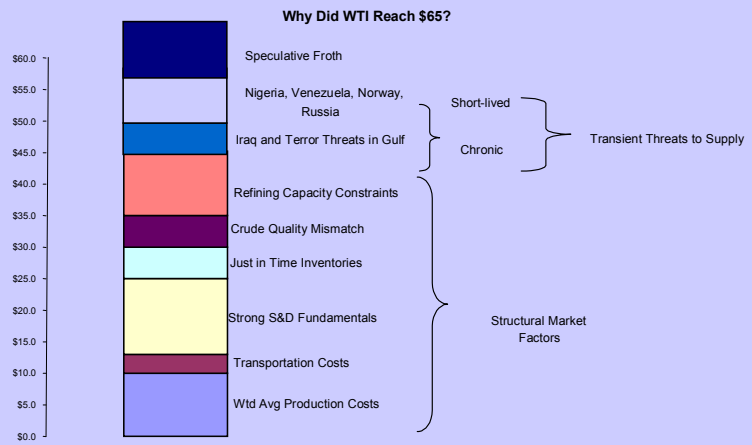 Why Did WTI Reach $65?
$60.0
$55.0
$50.0
$45.0
$40.0
$35.0
$30.0
$25.0
$20.0
$15.0
$10.0
$5.0
$0.0
Speculative Froth
Nigeria, Venezuela, Norway,
Russia
Iraq and Terror Threats in Gulf
Refining Capacity Constraints
Crude Quality Mismatch
Just in Time Inventories
Strong S&D Fundamentals
Transportation Costs
Wtd Avg Production Costs
Short-lived
Chronic
Transient Threats to Supply
Structural Market
Factors